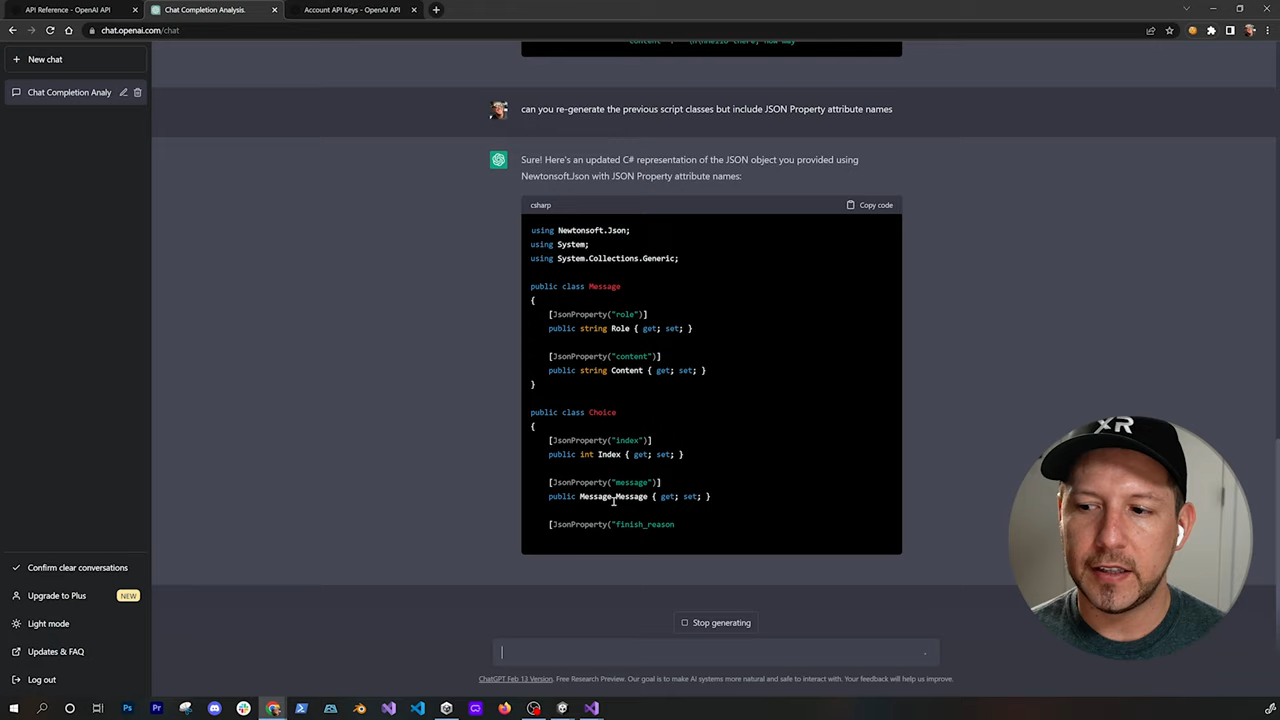 API Reference - OpenAI API
Chat Completion Analysis.
Account API Keys - OpenAI API
chat.openai.com/chat
New chat
Chat Completion Analy
can you re-generate the previous script classes but include JSON Property attribute names
Sure! Here's an updated C# representation of the JSON object you provided using
Newtonsoft.Json with JSON Property attribute names:
csharp
Copy code
using Newtonsoft.Json;
using System;
using System.Collections.Generic;
public class Message
{
[JsonProperty("role")]
public string Role { get; set; }
[JsonProperty("content")]
public string Content { get; set; }
}
public class Choice
{
[JsonProperty("index")]
public int Index { get; set; }
[JsonProperty("message")]
public Message Message { get; set; }
[JsonProperty("finish_reason
Stop generating
Confirm clear conversations
Upgrade to Plus
NEW
Light mode
Updates & FAQ
Log out
ChatGPT Feb 13 Version. Free Research Preview. Our goal is to make AI systems more natural and safe to interact with. Your feedback will help us improve.
XR